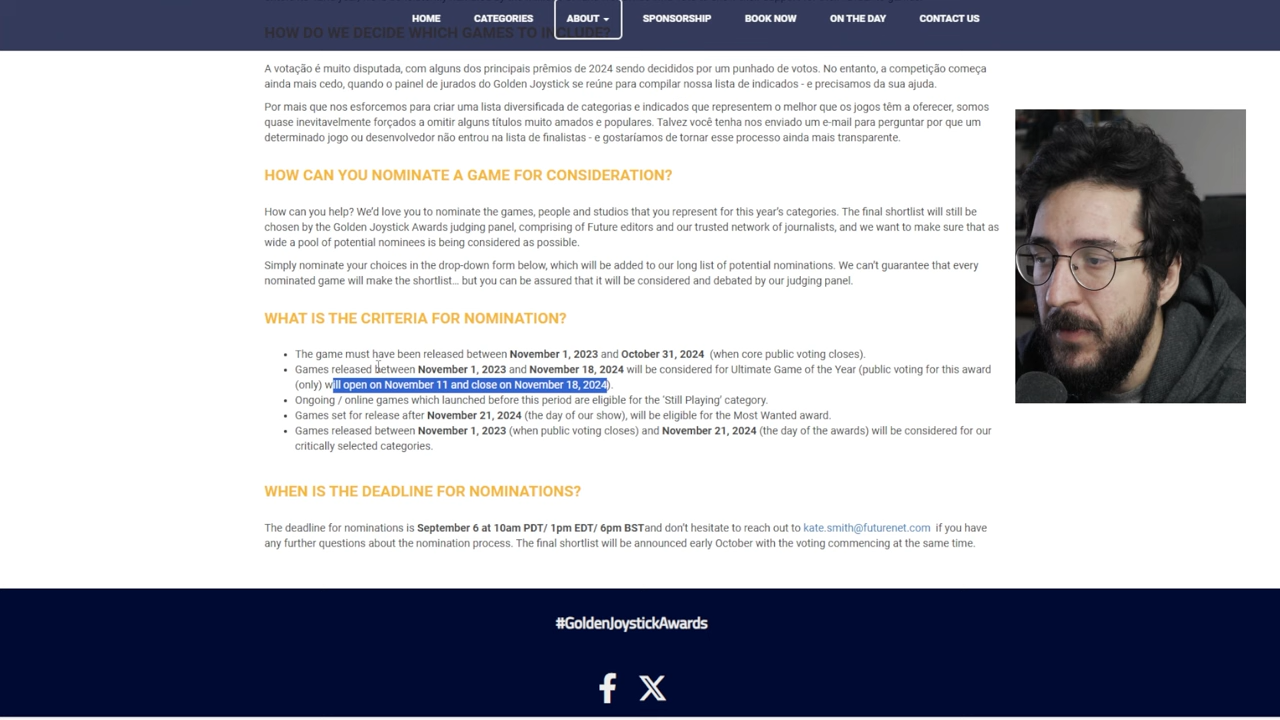 HOME CATEGORIES ABOUT SPONSORSHIP BOOK NOW ON THE DAY CONTACT US
HOW DO WE DECIDE WHICH GAMES TO INCLUDE?
A votação é muito disputada, com alguns dos principais prêmios de 2024 sendo decididos por um punhado de votos. No entanto, a competição começa
ainda mais cedo, quando o painel de jurados do Golden Joystick se reúne para compilar nossa lista de indicados - e precisamos da sua ajuda.
Por mais que nos esforcemos para criar uma lista diversificada de categorias e indicados que representem o melhor que os jogos têm a oferecer, somos
quase inevitavelmente forçados a omitir alguns títulos muito amados e populares. Talvez você tenha nos enviado um e-mail para perguntar por que um
determinado jogo ou desenvolvedor não entrou na lista de finalistas - e gostaríamos de tornar esse processo ainda mais transparente.
HOW CAN YOU NOMINATE A GAME FOR CONSIDERATION?
How can you help? We'd love you to nominate the games, people and studios that you represent for this year's categories. The final shortlist will still be
chosen by the Golden Joystick Awards judging panel, comprising of Future editors and our trusted network of journalists, and we want to make sure that as
wide a pool of potential nominees is being considered as possible.
Simply nominate your choices in the drop-down form below, which will be added to our long list of potential nominations. We can't guarantee that every
nominated game will make the shortlist… but you can be assured that it will be considered and debated by our judging panel.
WHAT IS THE CRITERIA FOR NOMINATION?
• The game must have been released between November 1, 2023 and October 31, 2024 (when core public voting closes).
• Games released between November 1, 2023 and November 18, 2024 will be considered for Ultimate Game of the Year (public voting for this award
(only) will open on November 11 and close on November 18, 2024).
• Ongoing / online games which launched before this period are eligible for the 'Still Playing' category.
• Games set for release after November 21, 2024 (the day of our show), will be eligible for the Most Wanted award.
• Games released between November 1, 2023 (when public voting closes) and November 21, 2024 (the day of the awards) will be considered for our
critically selected categories.
WHEN IS THE DEADLINE FOR NOMINATIONS?
The deadline for nominations is September 6 at 10am PDT/ 1pm EDT/ 6pm BSTand don't hesitate to reach out to kate.smith@futurenet.com if you have
any further questions about the nomination process. The final shortlist will be announced early October with the voting commencing at the same time.
#GoldenJoystickAwards